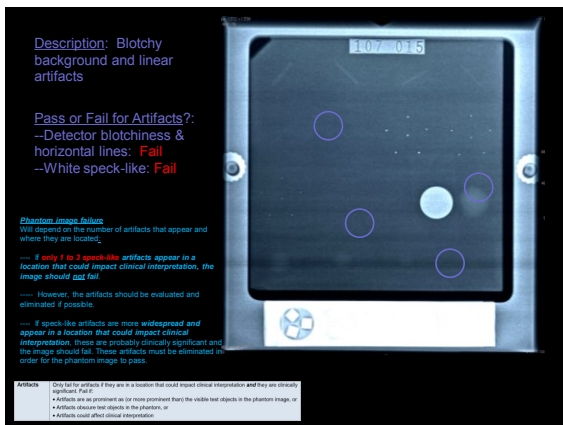 Description: Blotchy
background and linear
artifacts
Pass or Fail for Artifacts?:
--Detector blotchiness &
horizontal lines: Fail
--White speck-like: Fail
Phantom image failure
Will depend on the number of artifacts that appear and
where they are located:
---- If only 1 to 3 speck-like artifacts appear in a
location that could impact clinical interpretation, the
image should not fail.
----- However, the artifacts should be evaluated and
eliminated if possible.
---- If speck-like artifacts are more widespread and
appear in a location that could impact clinical
interpretation, these are probably clinically significant and
the image should fail. These artifacts must be eliminated in
order for the phantom image to pass.
107 015
Artifacts
Only fail for artifacts if they are in a location that could impact clinical interpretation and they are clinically
significant. Fail if:
• Artifacts are as prominent as (or more prominent than) the visible test objects in the phantom image, or
• Artifacts obscure test objects in the phantom, or
• Artifacts could affect clinical interpretation